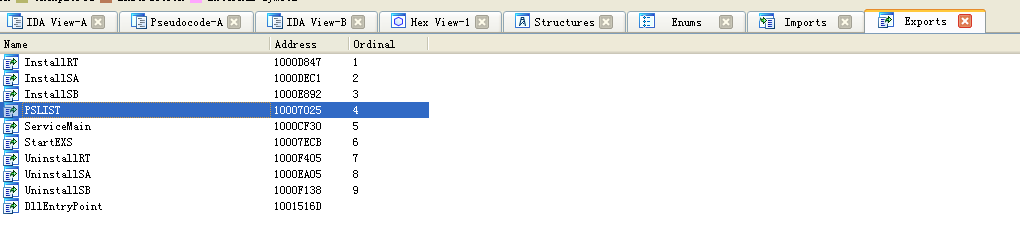 IDA View-A Pseudocode-A IDA View-B Hex View-1 Structures Enums Imports Exports
Name Address Ordinal
InstallRT 1000D847 1
InstallSA 1000DEC1 2
InstallSB 1000E892 3
PSLIST 10007025 4
ServiceMain 1000CF30 5
StartEXS 10007ECB 6
UninstallRT 1000F405 7
UninstallSA 1000EA05 8
UninstallSB 1000F138 9
DllEntryPoint 1001516D